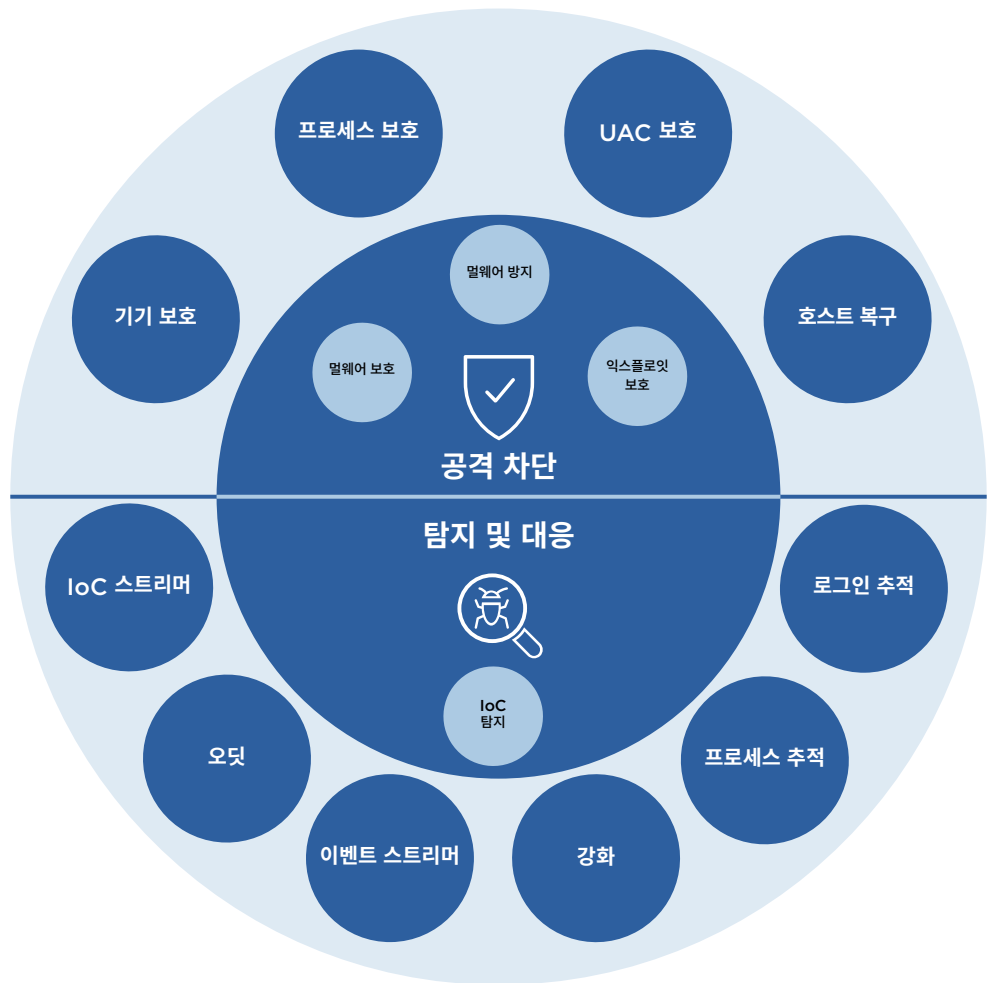 프로세스 보호
UAC 보호
기기 보호
호스트 복구
멀웨어 방지
멀웨어 보호
익스플로잇
보호
공격 차단
탐지 및 대응
IoC 스트리머
로그인 추적
IoC
탐지
오딧
프로세스 추적
이벤트 스트리머
강화